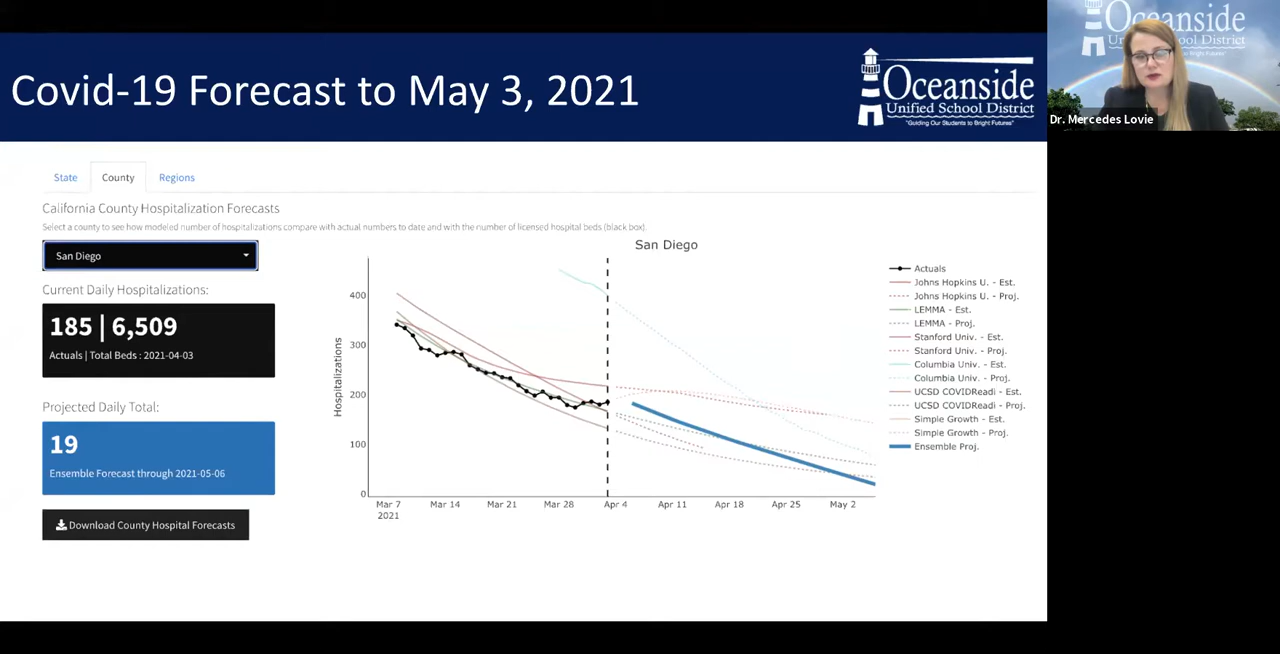 Covid-19 Forecast to May 3, 2021
Oceanside
Unified School District
"Guiding Our Students to Bright Futures"
Oceanside
Dr. Mercedes Lovie
State
County
Regions
California County Hospitalization Forecasts
Select a county to see how modeled number of hospitalizations compare with actual numbers to date and with the number of licensed hospital beds (black box).
San Diego
Current Daily Hospitalizations:
185 | 6,509
Actuals | Total Beds : 2021-04-03
Projected Daily Total:
19
Ensemble Forecast through 2021-05-06
Download County Hospital Forecasts
San Diego
Hospitalizations
400
300
200
100
0
Mar 7
2021
Mar 14
Mar 21
Mar 28
Apr 4
Apr 11
Apr 18
Apr 25
May 2
Actuals
Johns Hopkins U. - Est.
Johns Hopkins U. - Proj.
LEMMA - Est.
LEMMA - Proj.
Stanford Univ. - Est.
Stanford Univ. - Proj.
Columbia Univ. - Est.
Columbia Univ. - Proj.
UCSD COVIDReadi - Est.
UCSD COVIDReadi - Proj.
Simple Growth - Est.
Simple Growth - Proj.
Ensemble Proj.